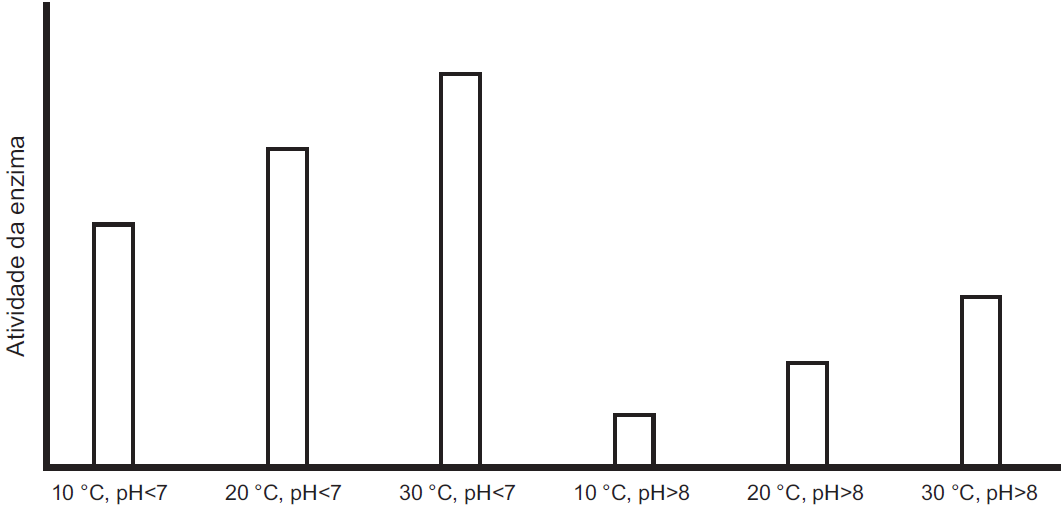 Atividade da enzima
10 °C, pH<7
20 °C, pH<7
30 °C, pH<7
10 °C, pH>8
20 °C, pH>8
30 °C, pH>8